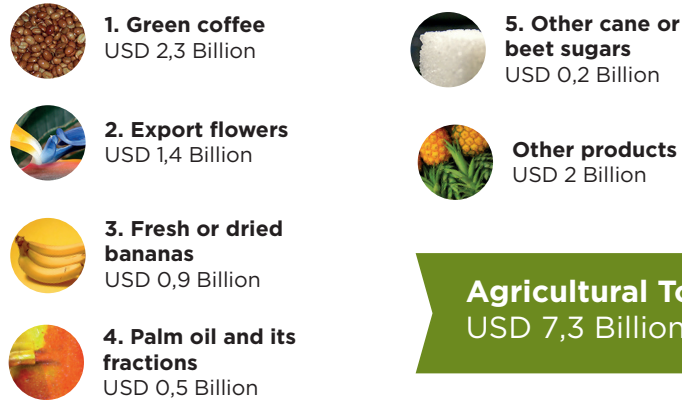 1. Green coffee
USD 2,3 Billion
2. Export flowers
USD 1,4 Billion
3. Fresh or dried
bananas
USD 0,9 Billion
4. Palm oil and its
fractions
USD 0,5 Billion
5. Other cane or
beet sugars
USD 0,2 Billion
Other products
USD 2 Billion
Agricultural
USD 7,3 Billion